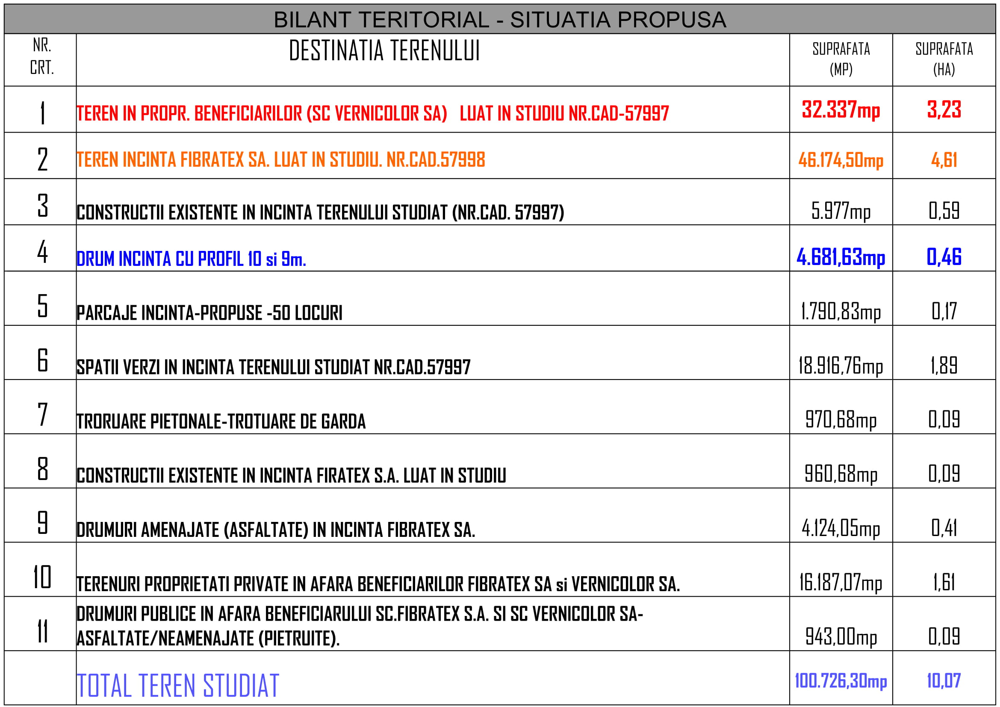 BILANT TERITORIAL - SITUATIA PROPUSA
NR. CRT. DESTINATIA TERENULUI SUPRAFATA (MP) SUPRAFATA (HA)
1 TEREN IN PROPR. BENEFICIARILOR (SC VERNICOLOR SA) LUAT IN STUDIU NR.CAD-57997 32.337mp 3,23
2 TEREN INCINTA FIBRATEX SA. LUAT IN STUDIU. NR.CAD.57998 46.174,50mp 4,61
3 CONSTRUCTII EXISTENTE IN INCINTA TERENULUI STUDIAT (NR.CAD. 57997) 5.977mp 0,59
4 DRUM INCINTA CU PROFIL 10 si 9m. 4.681,63mp 0,46
5 PARCAJE INCINTA-PROPUSE -50 LOCURI 1.790,83mp 0,17
6 SPATII VERZI IN INCINTA TERENULUI STUDIAT NR.CAD.57997 18.916,76mp 1,89
7 TRORUARE PIETONALE-TROTUARE DE GARDA 970,68mp 0,09
8 CONSTRUCTII EXISTENTE IN INCINTA FIRATEX S.A. LUAT IN STUDIU 960,68mp 0,09
9 DRUMURI AMENAJATE (ASFALTATE) IN INCINTA FIBRATEX SA. 4.124,05mp 0,41
10 TERENURI PROPRIETATI PRIVATE IN AFARA BENEFICIARILOR FIBRATEX SA si VERNICOLOR SA. 16.187,07mp 1,61
11 DRUMURI PUBLICE IN AFARA BENEFICIARULUI SC.FIBRATEX S.A. SI SC VERNICOLOR SA-
ASFALTATE/NEAMENAJATE (PIETRUITE). 943,00mp 0,09
TOTAL TEREN STUDIAT 100.726,30mp 10,07